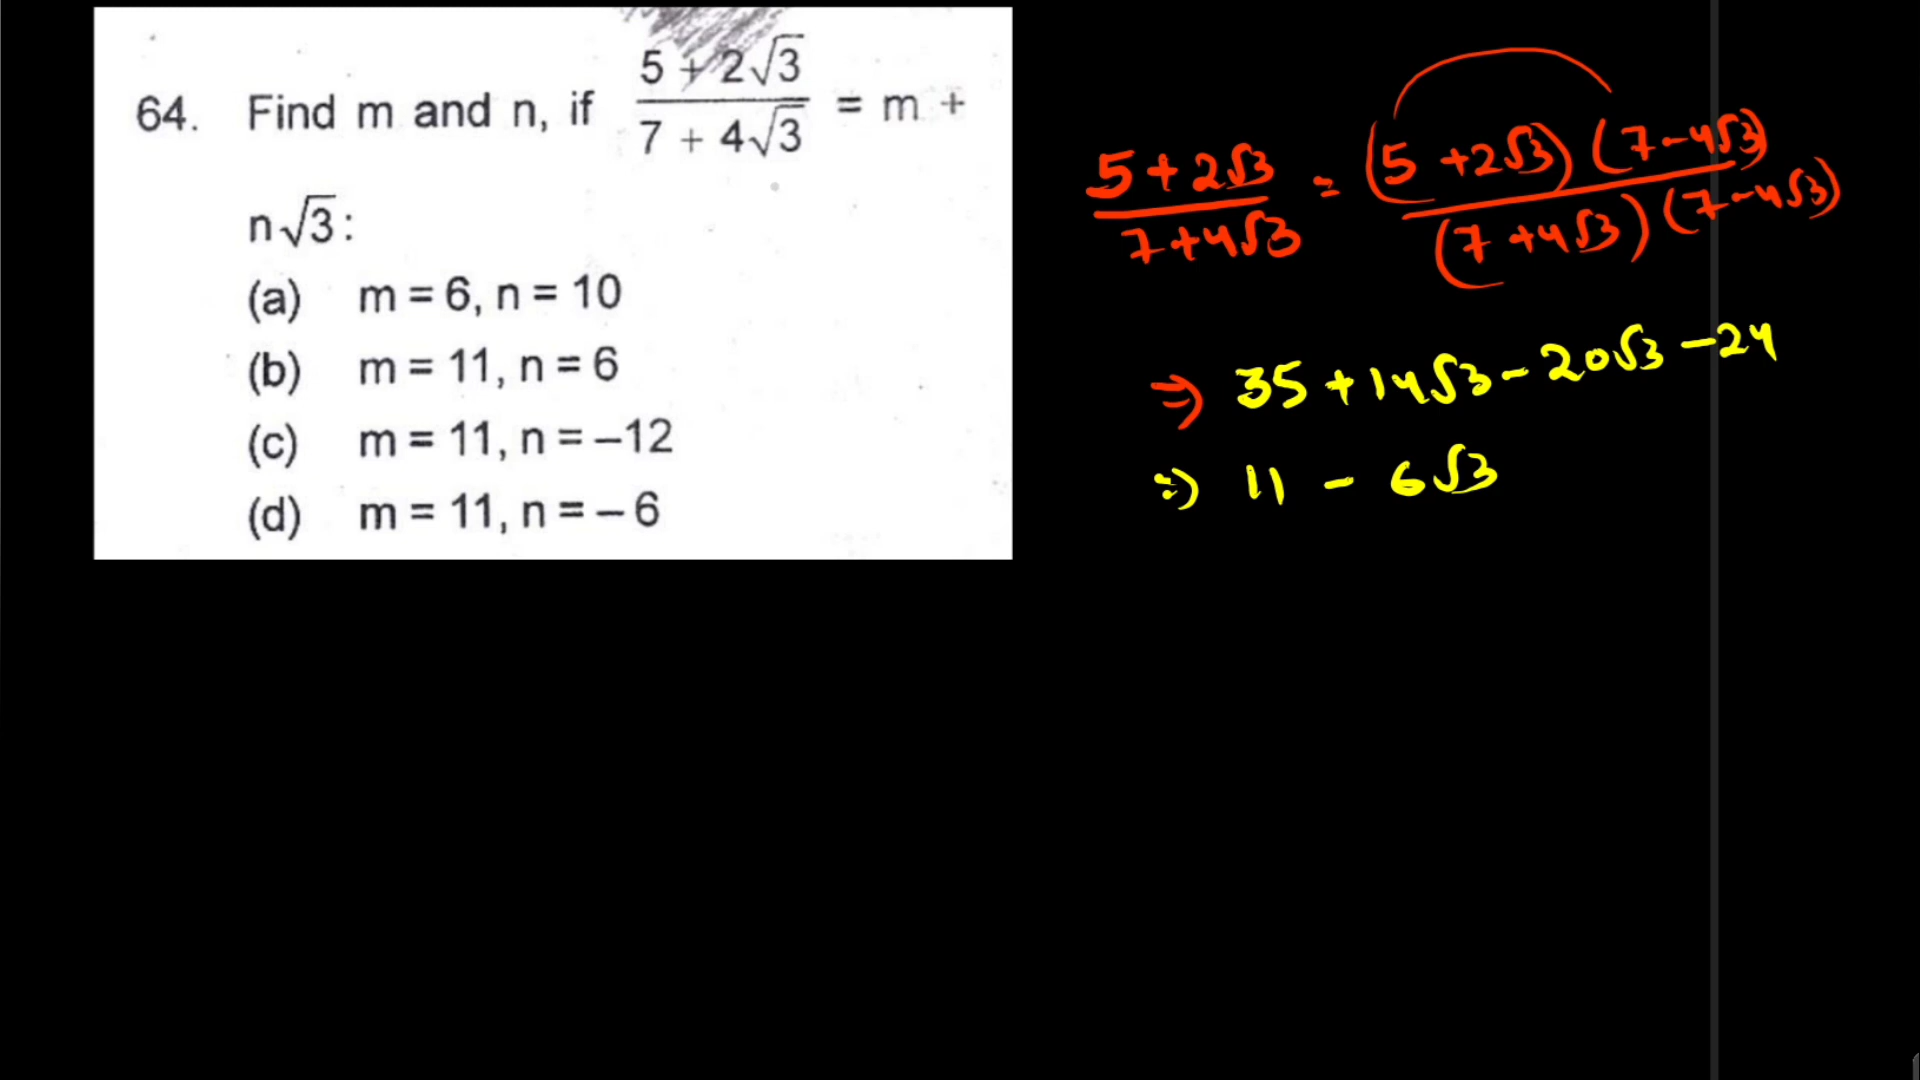 64. Find m and n, if (5 + 2√3)/(7 + 4√3) = m +
n√3:
(a) m = 6, n = 10
(b) m = 11, n = 6
(c) m = 11, n = –12
(d) m = 11, n = – 6
(5 + 2√3)/(7 + 4√3) = (5 + 2√3) (7 - 4√3)/(7 + 4√3) (7 - 4√3)
⇒ 35 + 14√3 - 20√3 - 24
⇒ 11 - 6√3